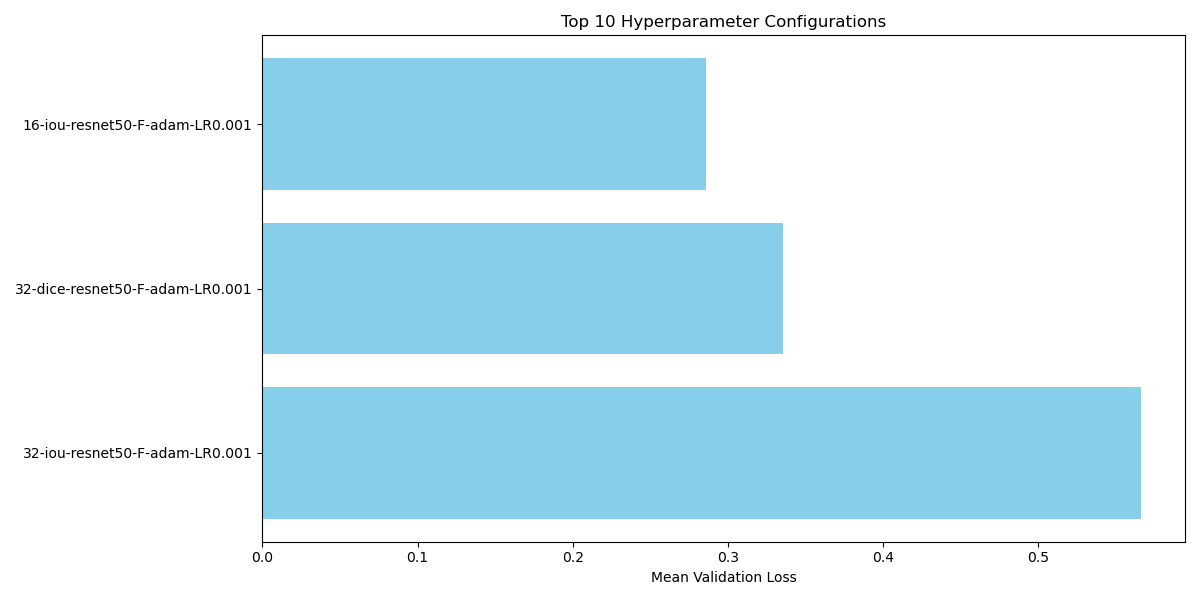 Top 10 Hyperparameter Configurations
16-iou-resnet50-F-adam-LR0.001
32-dice-resnet50-F-adam-LR0.001
32-iou-resnet50-F-adam-LR0.001
0.0 0.1 0.2 0.3 0.4 0.5
Mean Validation Loss